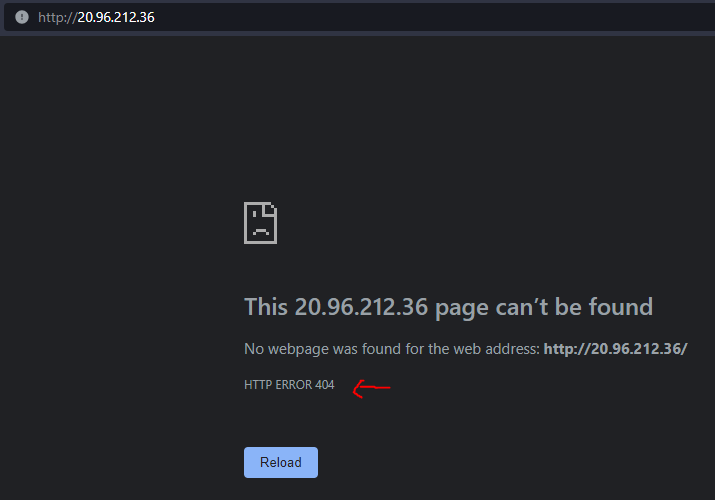 http://20.96.212.36
This 20.96.212.36 page can’t be found
No webpage was found for the web address: http://20.96.212.36/
HTTP ERROR 404
Reload